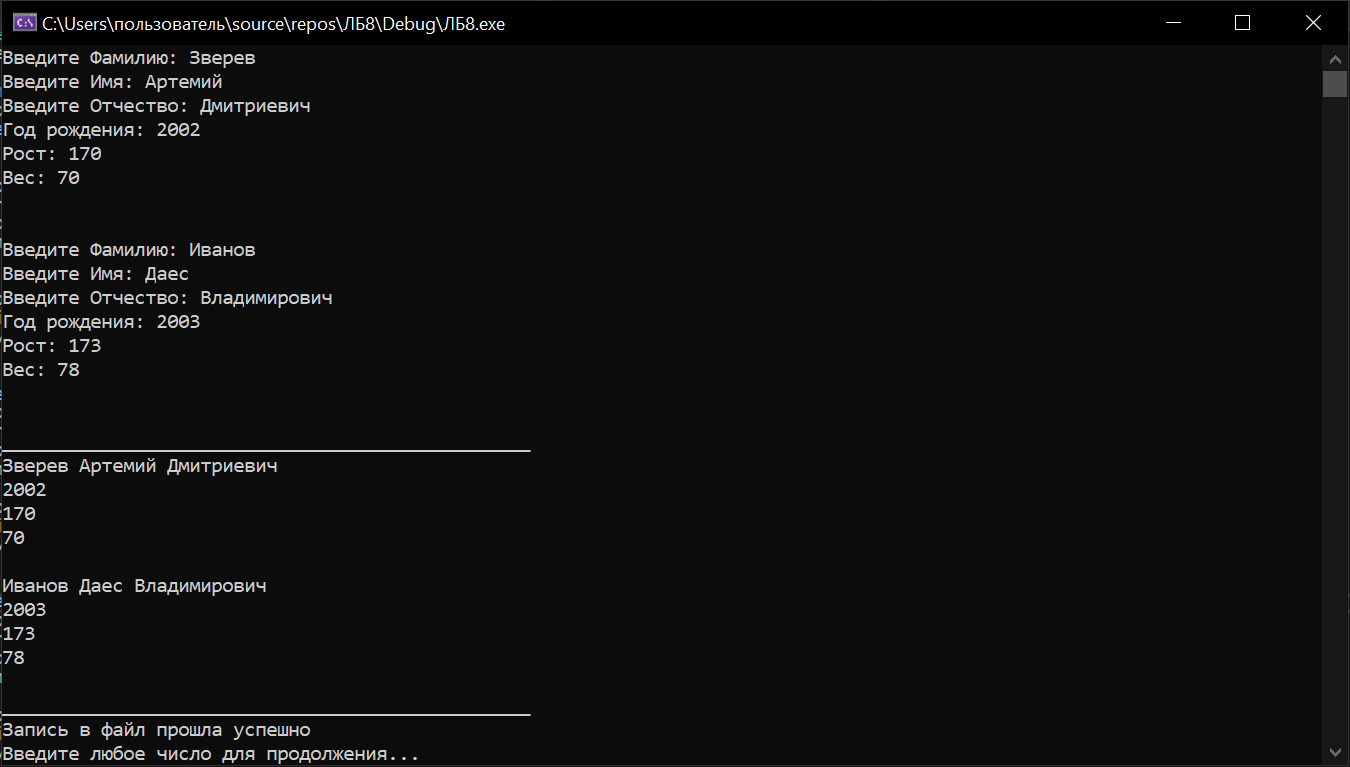 C:\Users\пользователь\source\repos\ЛБ8\Debug\ЛБ8.exe
Введите Фамилию: Зверев
Введите Имя: Артемий
Введите Отчество: Дмитриевич
Год рождения: 2002
Рост: 170
Вес: 70
Введите Фамилию: Иванов
Введите Имя: Даес
Введите Отчество: Владимирович
Год рождения: 2003
Рост: 173
Вес: 78
________________________________________________
Зверев Артемий Дмитриевич
2002
170
70
Иванов Даес Владимирович
2003
173
78
________________________________________________
Запись в файл прошла успешно
Введите любое число для продолжения...